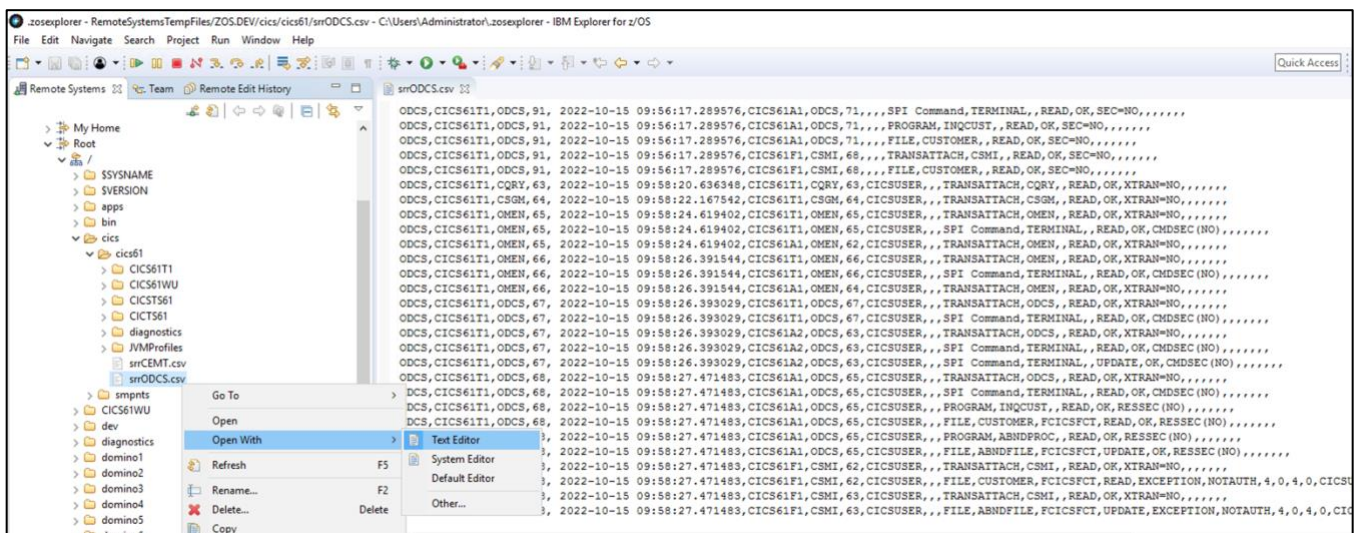 .zosexplorer - RemoteSystemsTempFiles/ZOS.DEV/cics/cics61/srrODCS.csv - C:\Users\Administrator\.zosexplorer - IBM Explorer for z/OS
File Edit Navigate Search Project Run Window Help
Quick Access
Remote Systems Team Remote Edit History
srrODCS.csv
My Home
Root
/
$SYSNAME
$VERSION
apps
bin
cics
cics61
CICS61T1
CICS61WU
CICSTS61
CICTS61
diagnostics
JVMProfiles
srrCEMT.csv
srrODCS.csv
smpnts
CICS61WU
dev
diagnostics
domino1
domino2
domino3
domino4
domino5
Go To
Open
Open With
Refresh F5
Rename... F2
Delete... Delete
Copy
Text Editor
System Editor
Default Editor
Other...
ODCS,CICS61T1,ODCS,91, 2022-10-15 09:56:17.289576,CICS61A1,ODCS,71,,,,SPI Command,TERMINAL,,READ,OK,SEC=NO,,,,,,,
ODCS,CICS61T1,ODCS,91, 2022-10-15 09:56:17.289576,CICS61A1,ODCS,71,,,,PROGRAM,INQCUST,,READ,OK,SEC=NO,,,,,,,
ODCS,CICS61T1,ODCS,91, 2022-10-15 09:56:17.289576,CICS61A1,ODCS,71,,,,FILE,CUSTOMER,,READ,OK,SEC=NO,,,,,,,
ODCS,CICS61T1,ODCS,91, 2022-10-15 09:56:17.289576,CICS61F1,CSMI,68,,,,TRANSATTACH,CSMI,,READ,OK,SEC=NO,,,,,,,
ODCS,CICS61T1,ODCS,91, 2022-10-15 09:56:17.289576,CICS61F1,CSMI,68,,,,FILE,CUSTOMER,,READ,OK,SEC=NO,,,,,,,
ODCS,CICS61T1,CQRY,63, 2022-10-15 09:58:20.636348,CICS61T1,CQRY,63,CICSUSER,,,TRANSATTACH,CQRY,,READ,OK,XTRAN=NO,,,,,,,
ODCS,CICS61T1,CSGM,64, 2022-10-15 09:58:22.167542,CICS61T1,CSGM,64,CICSUSER,,,TRANSATTACH,CSGM,,READ,OK,XTRAN=NO,,,,,,,
ODCS,CICS61T1,OMEN,65, 2022-10-15 09:58:24.619402,CICS61T1,OMEN,65,CICSUSER,,,TRANSATTACH,OMEN,,READ,OK,XTRAN=NO,,,,,,,
ODCS,CICS61T1,OMEN,65, 2022-10-15 09:58:24.619402,CICS61T1,OMEN,65,CICSUSER,,,SPI Command,TERMINAL,,READ,OK,CMDSEC(NO),,,,,,,
ODCS,CICS61T1,OMEN,65, 2022-10-15 09:58:24.619402,CICS61A1,OMEN,62,CICSUSER,,,TRANSATTACH,OMEN,,READ,OK,XTRAN=NO,,,,,,,
ODCS,CICS61T1,OMEN,66, 2022-10-15 09:58:26.391544,CICS61T1,OMEN,66,CICSUSER,,,TRANSATTACH,OMEN,,READ,OK,XTRAN=NO,,,,,,,
ODCS,CICS61T1,OMEN,66, 2022-10-15 09:58:26.391544,CICS61T1,OMEN,66,CICSUSER,,,SPI Command,TERMINAL,,READ,OK,CMDSEC(NO),,,,,,,
ODCS,CICS61T1,OMEN,66, 2022-10-15 09:58:26.391544,CICS61A1,OMEN,64,CICSUSER,,,TRANSATTACH,OMEN,,READ,OK,XTRAN=NO,,,,,,,
ODCS,CICS61T1,ODCS,67, 2022-10-15 09:58:26.393029,CICS61T1,ODCS,67,CICSUSER,,,TRANSATTACH,ODCS,,READ,OK,XTRAN=NO,,,,,,,
ODCS,CICS61T1,ODCS,67, 2022-10-15 09:58:26.393029,CICS61T1,ODCS,67,CICSUSER,,,SPI Command,TERMINAL,,READ,OK,CMDSEC(NO),,,,,,,
ODCS,CICS61T1,ODCS,67, 2022-10-15 09:58:26.393029,CICS61A2,ODCS,63,CICSUSER,,,TRANSATTACH,ODCS,,READ,OK,XTRAN=NO,,,,,,,
ODCS,CICS61T1,ODCS,67, 2022-10-15 09:58:26.393029,CICS61A2,ODCS,63,CICSUSER,,,SPI Command,TERMINAL,,READ,OK,CMDSEC(NO),,,,,,,
ODCS,CICS61T1,ODCS,67, 2022-10-15 09:58:26.393029,CICS61A2,ODCS,63,CICSUSER,,,SPI Command,TERMINAL,,UPDATE,OK,CMDSEC(NO),,,,,,,
ODCS,CICS61T1,ODCS,68, 2022-10-15 09:58:27.471483,CICS61A1,ODCS,65,CICSUSER,,,TRANSATTACH,ODCS,,READ,OK,XTRAN=NO,,,,,,,
DCS,CICS61T1,ODCS,68, 2022-10-15 09:58:27.471483,CICS61A1,ODCS,65,CICSUSER,,,SPI Command,TERMINAL,,READ,OK,CMDSEC(NO),,,,,,,
DCS,CICS61T1,ODCS,68, 2022-10-15 09:58:27.471483,CICS61A1,ODCS,65,CICSUSER,,,PROGRAM,INQCUST,,READ,OK,RESSEC(NO),,,,,,,
DCS,CICS61T1,ODCS,68, 2022-10-15 09:58:27.471483,CICS61A1,ODCS,65,CICSUSER,,,FILE,CUSTOMER,FCICSFCT,READ,OK,RESSEC(NO),,,,,,,
, 2022-10-15 09:58:27.471483,CICS61A1,ODCS,65,CICSUSER,,,PROGRAM,ABNDPROC,,READ,OK,RESSEC(NO),,,,,,,
, 2022-10-15 09:58:27.471483,CICS61A1,ODCS,65,CICSUSER,,,FILE,ABNDFILE,FCICSFCT,UPDATE,OK,RESSEC(NO),,,,,,,
, 2022-10-15 09:58:27.471483,CICS61F1,CSMI,62,CICSUSER,,,TRANSATTACH,CSMI,,READ,OK,XTRAN=NO,,,,,,,
, 2022-10-15 09:58:27.471483,CICS61F1,CSMI,62,CICSUSER,,,FILE,CUSTOMER,FCICSFCT,READ,EXCEPTION,NOTAUTH,4,0,4,0,CICSU
, 2022-10-15 09:58:27.471483,CICS61F1,CSMI,63,CICSUSER,,,TRANSATTACH,CSMI,,READ,OK,XTRAN=NO,,,,,,,
, 2022-10-15 09:58:27.471483,CICS61F1,CSMI,63,CICSUSER,,,FILE,ABNDFILE,FCICSFCT,UPDATE,EXCEPTION,NOTAUTH,4,0,4,0,CIC